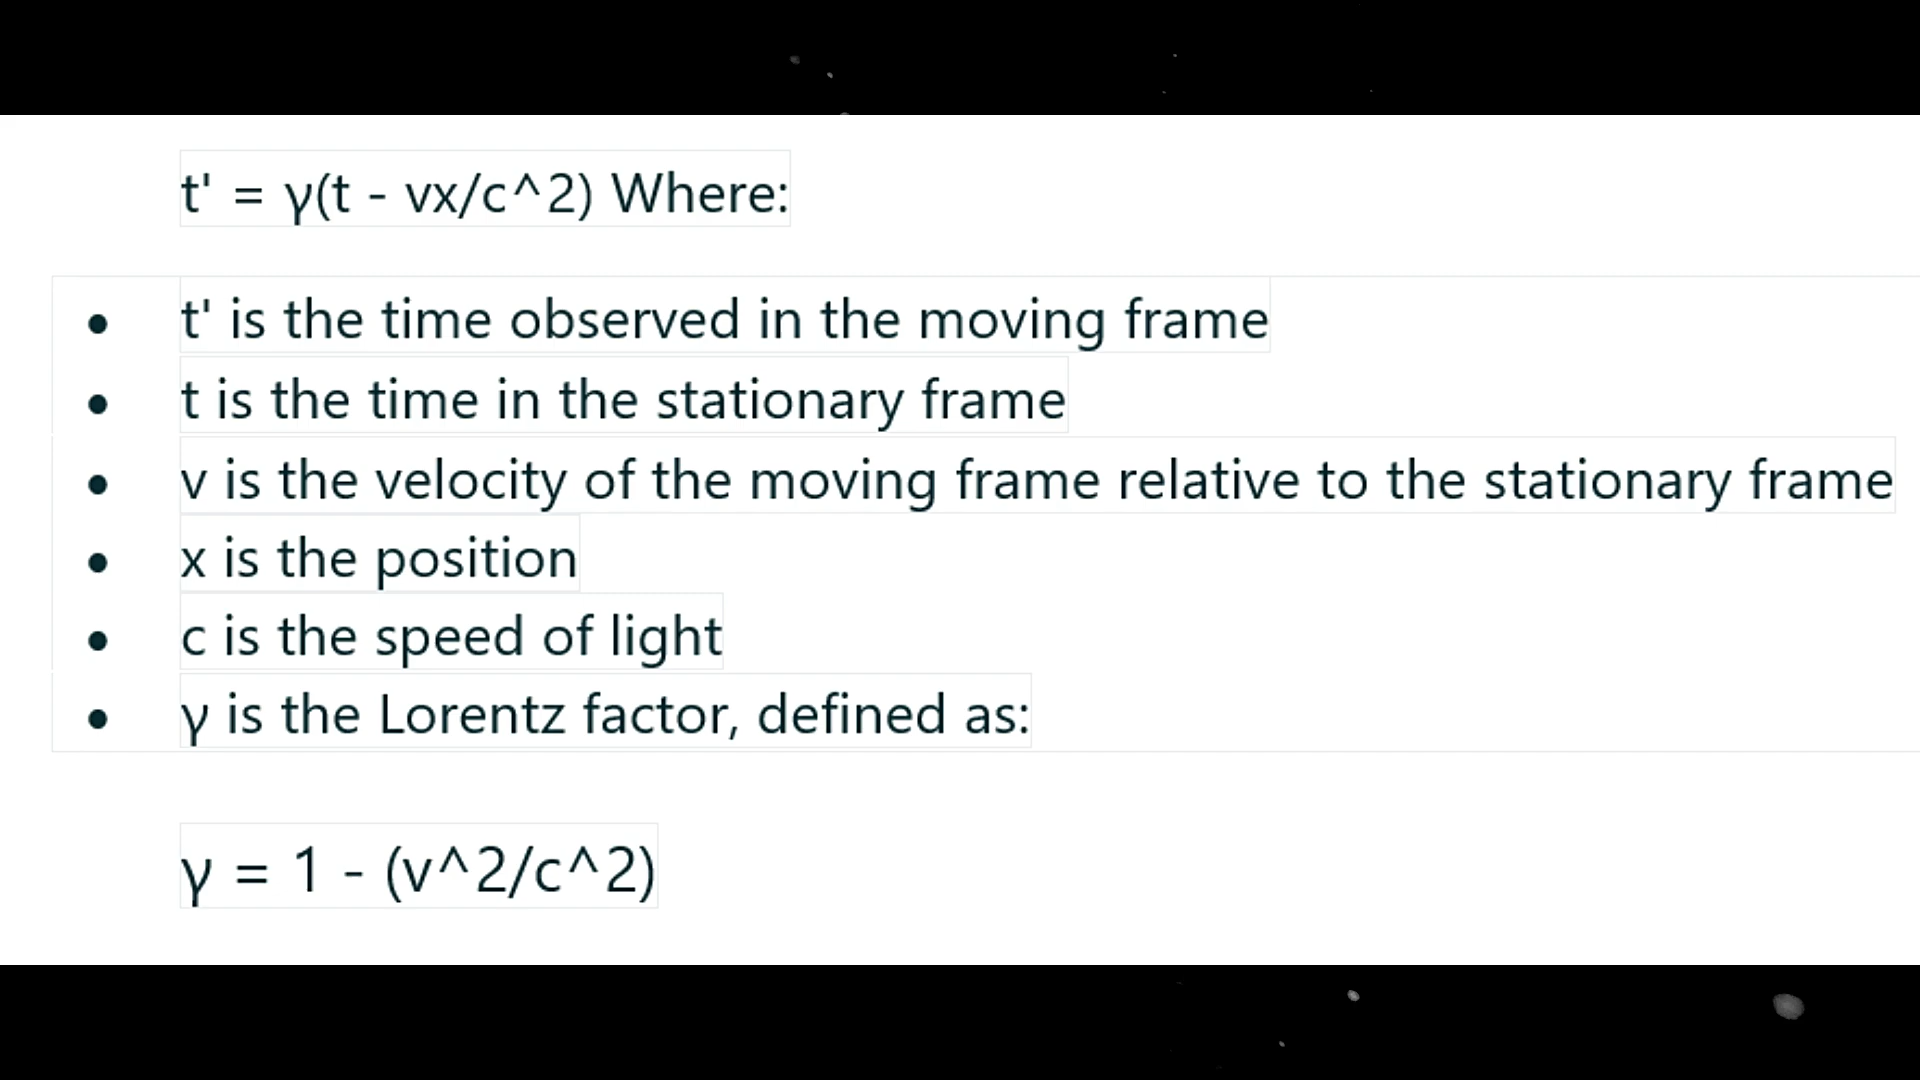 t' = γ(t - vx/c^2) Where:
• t' is the time observed in the moving frame
• t is the time in the stationary frame
• v is the velocity of the moving frame relative to the stationary frame
• x is the position
• c is the speed of light
• γ is the Lorentz factor, defined as:
γ = 1 - (v^2/c^2)